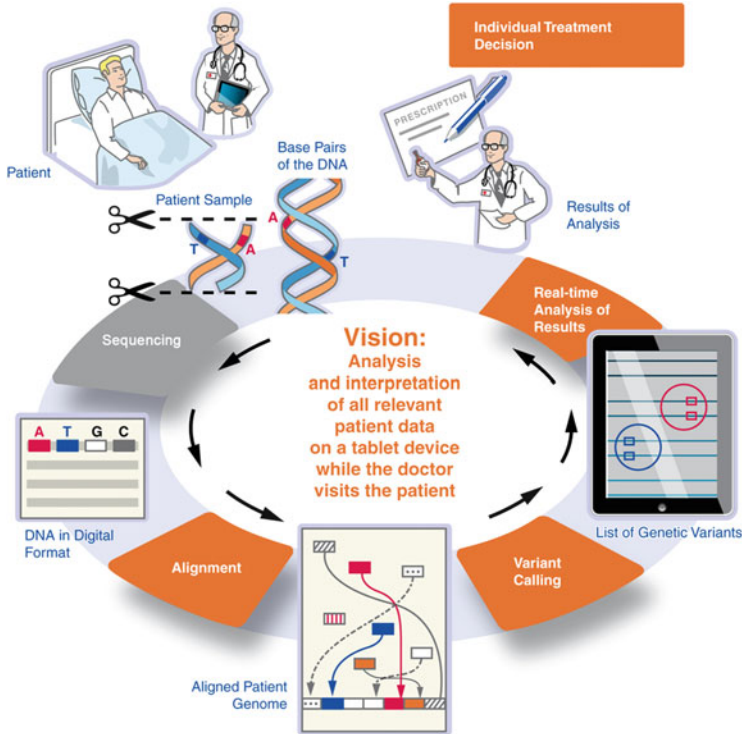 Individual Treatment
Decision
PRESCRIPTION
Patient
Base Pairs
of the DNA
Patient Sample
A
T
A
T
Results of
Analysis
Sequencing
Real-time
Analysis of
Results
Vision:
Analysis
and interpretation
of all relevant
patient data
on a tablet device
while the doctor
visits the patient
A T G C
DNA in Digital
Format
List of Genetic Variants
Alignment
Variant
Calling
Aligned Patient
Genome